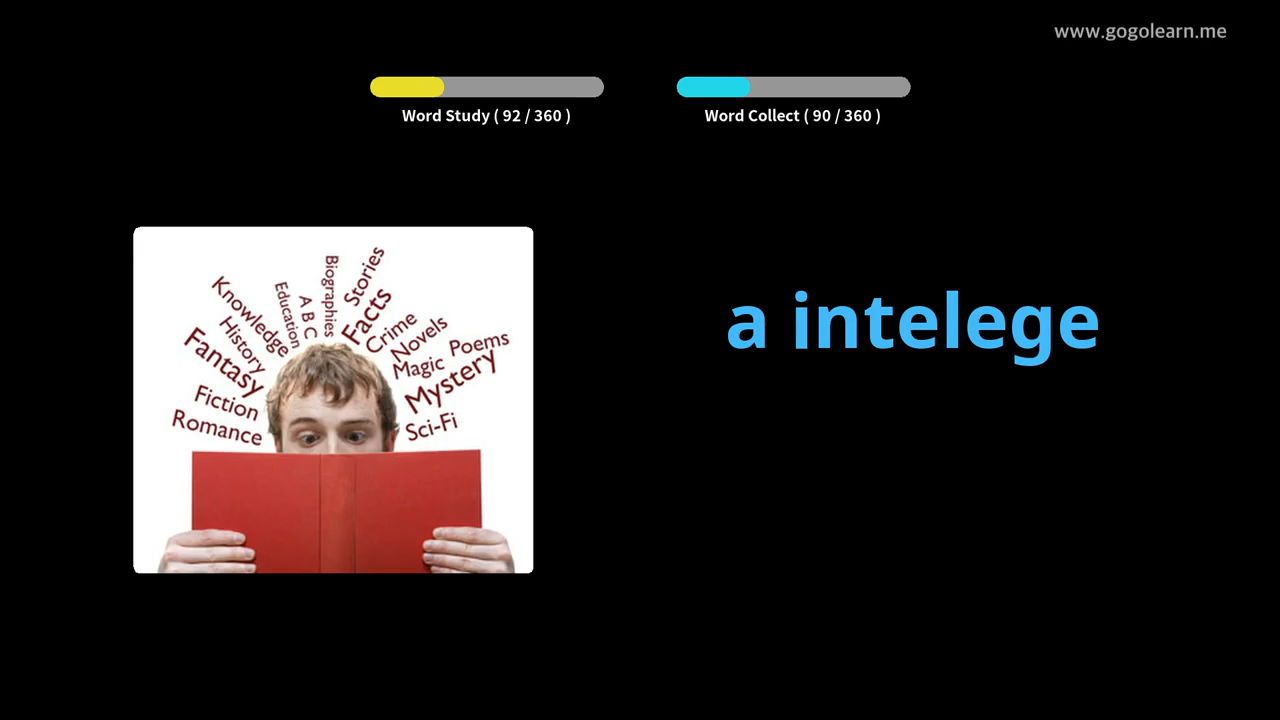 www.gogolearn.me
Word Study ( 92 / 360 )
Word Collect ( 90 / 360 )
a intelege
Knowledge
Education
A B C
Biographies
Stories
Facts
Crime
Novels
Poems
Magic
Mystery
Sci-Fi
History
Fantasy
Fiction
Romance